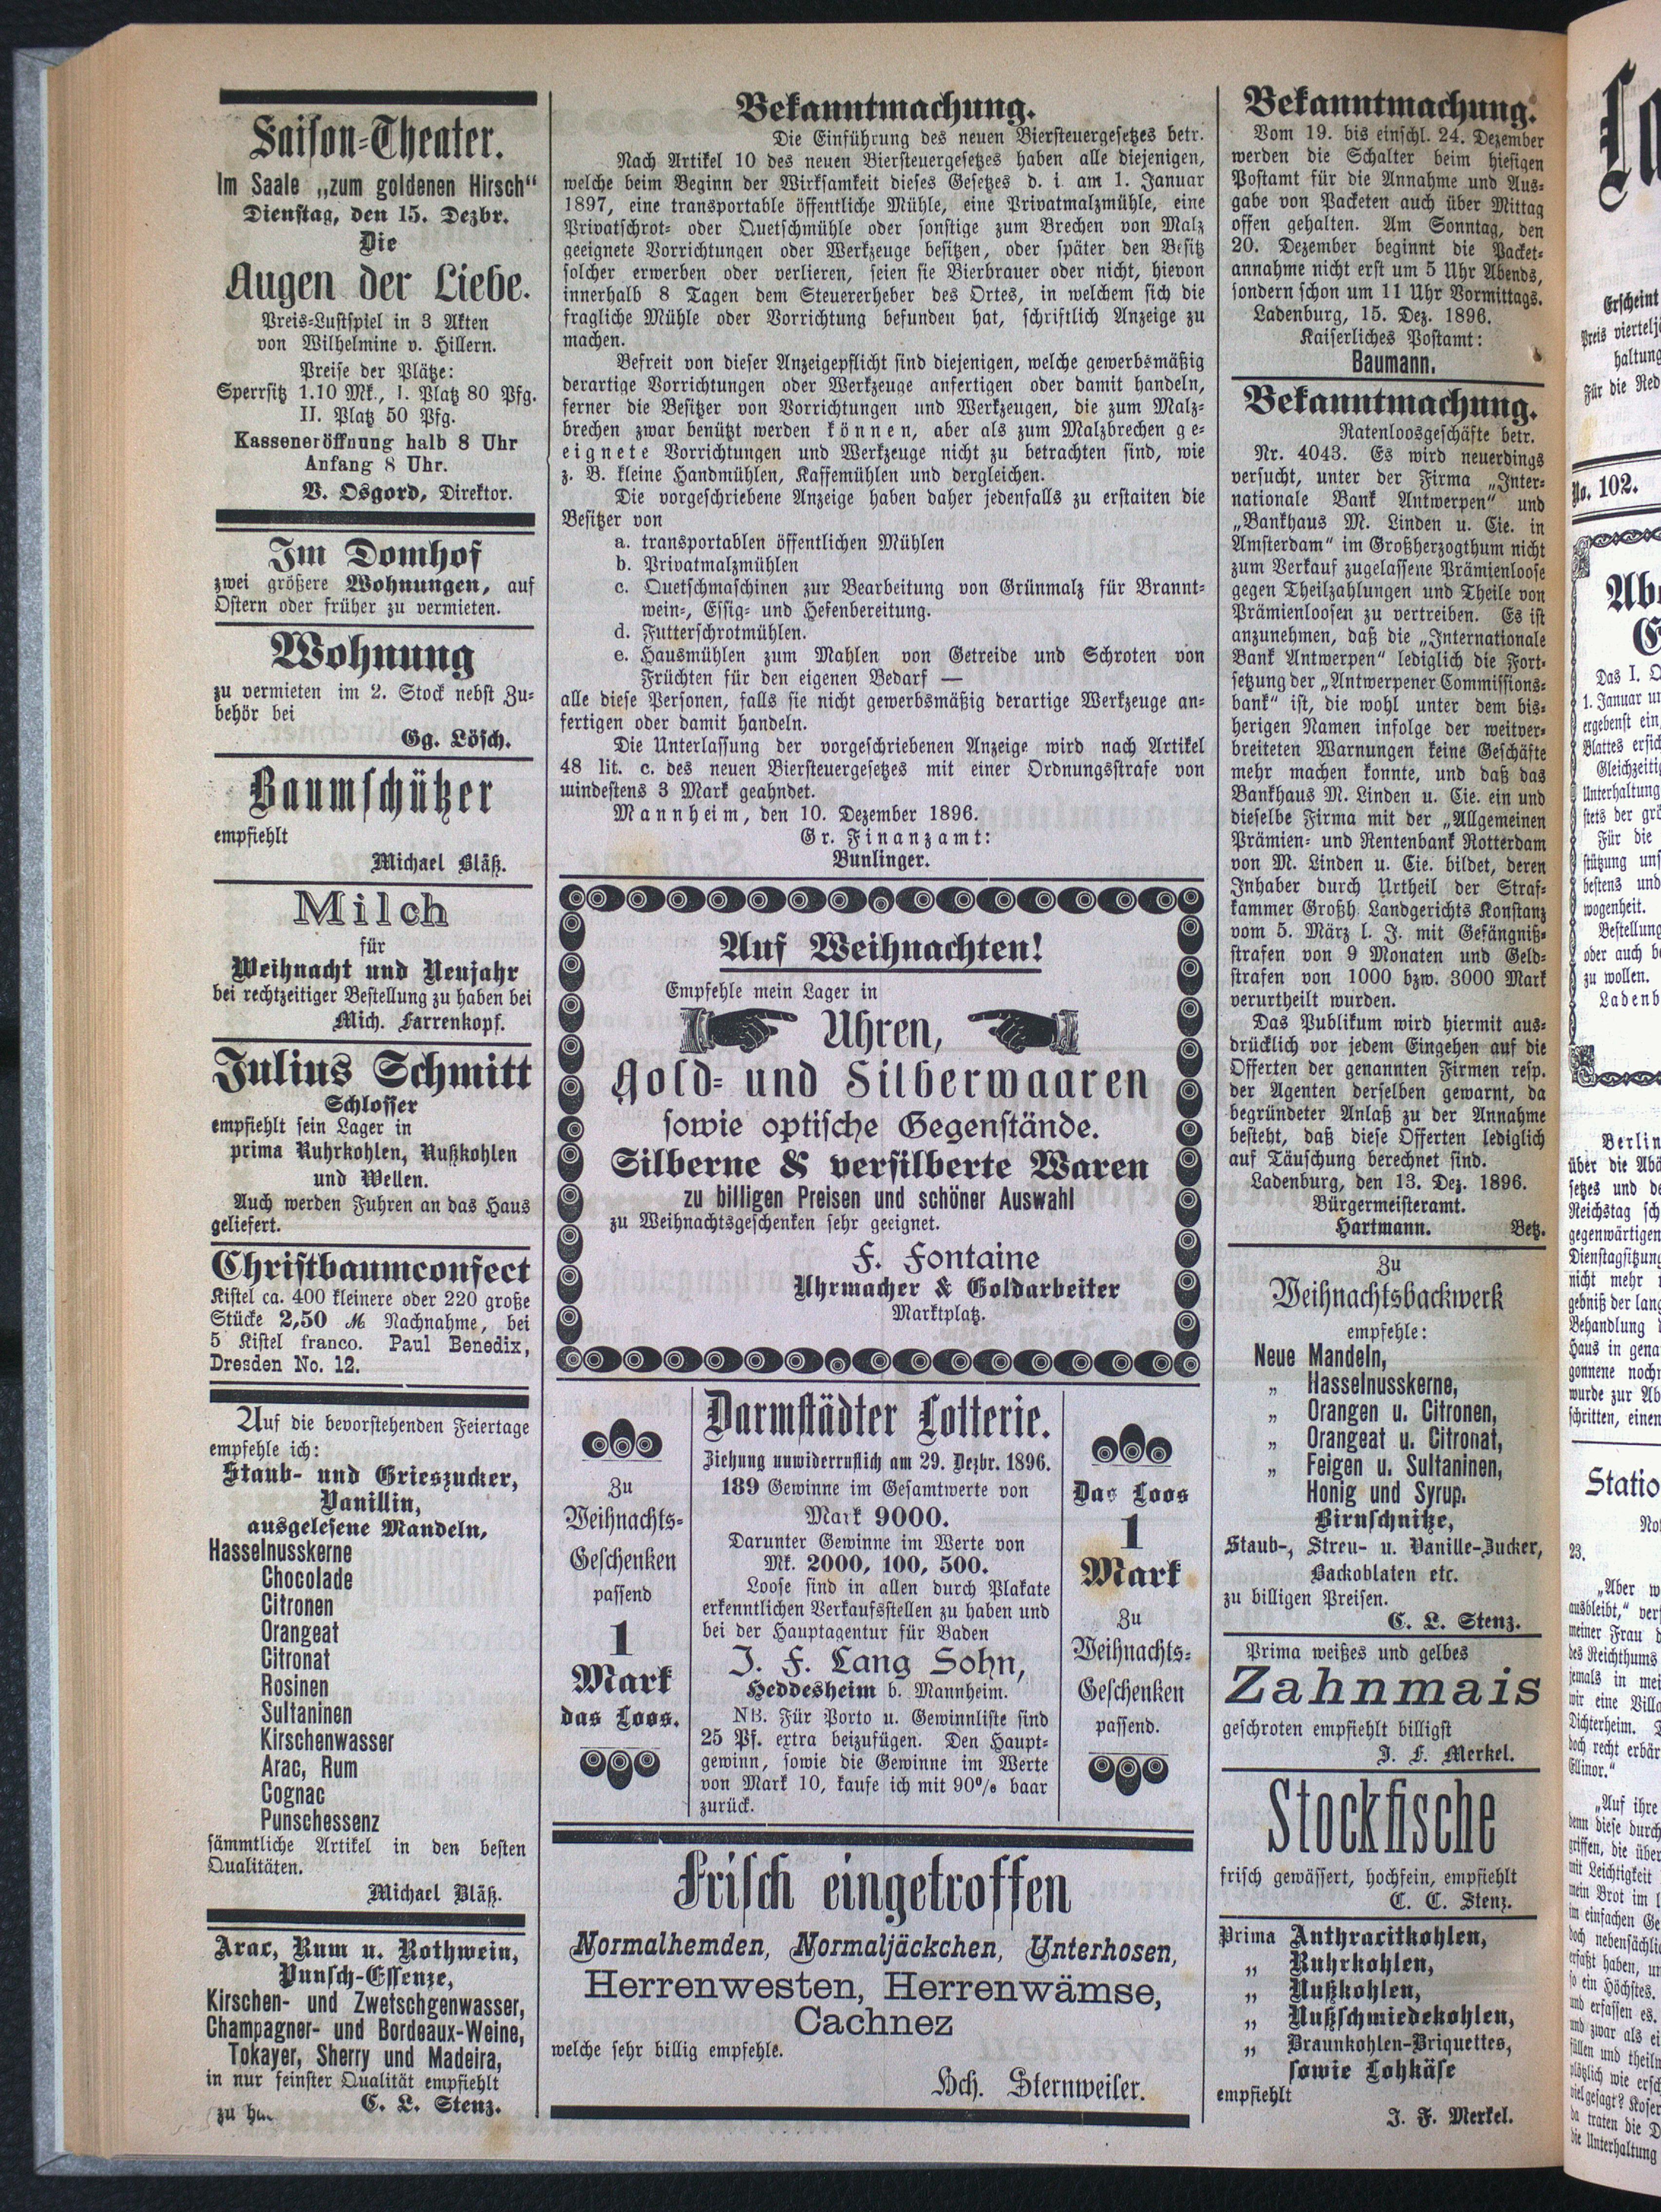 Saison-Theater.
Im Saale „zum goldenen Hirsch“
Dienstag, den 15. Dezbr.
Die
Augen der Liebe.
Preis-Lustspiel in 3 Akten
von Wilhelmine v. Hillern.
Preise der Plätze:
Sperrsitz 1.10 Mk., I. Platz 80 Pfg.
II. Platz 50 Pfg.
Kasseneröffnung halb 8 Uhr
Anfang 8 Uhr.
V. Osgord, Direktor.
Im Domhof
zwei größere Wohnungen, auf
Ostern oder früher zu vermieten.
Wohnung
zu vermieten im 2. Stock nebst Zu-
behör bei
Gg. Lösch.
Baumschützer
empfiehlt
Michael Bläß.
Milch
für
Weihnacht und Neujahr
bei rechtzeitiger Bestellung zu haben bei
Mich. Farrenkopf.
Julius Schmitt
Schlosser
empfiehlt sein Lager in
prima Ruhrkohlen, Nußkohlen
und Wellen.
Auch werden Fuhren an das Haus
geliefert.
Christbaumconfect
Kistel ca. 400 kleinere oder 220 große
Stücke 2,50 M Nachnahme, bei
5 Kistel franco. Paul Benedix,
Dresden No. 12.
Auf die bevorstehenden Feiertage
empfehle ich:
Staub- und Grieszucker,
Vanillin,
ausgelesene Mandeln,
Hasselnusskerne
Chocolade
Citronen
Orangeat
Citronat
Rosinen
Sultaninen
Kirschenwasser
Arac, Rum
Cognac
Punschessenz
sämmtliche Artikel in den besten
Qualitäten.
Michael Bläß.
Arac, Rum u. Rothwein,
Punsch-Essenze,
Kirschen- und Zwetschgenwasser,
Champagner- und Bordeaux-Weine,
Tokayer, Sherry und Madeira,
in nur feinster Qualität empfiehlt
C. L. Stenz.
Bekanntmachung.
Die Einführung des neuen Biersteuergesetzes betr.
Nach Artikel 10 des neuen Biersteuergesetzes haben alle diejenigen,
welche beim Beginn der Wirksamkeit dieses Gesetzes d. i. am 1. Januar
1897, eine transportable öffentliche Mühle, eine Privatmalzmühle, eine
Privatschrot- oder Quetschmühle oder sonstige zum Brechen von Malz
geeignete Vorrichtungen oder Werkzeuge besitzen, oder später den Besitz
solcher erwerben oder verlieren, seien sie Bierbrauer oder nicht, hievon
innerhalb 8 Tagen dem Steuererheber des Ortes, in welchem sich die
fragliche Mühle oder Vorrichtung befunden hat, schriftlich Anzeige zu
machen.
Befreit von dieser Anzeigepflicht sind diejenigen, welche gewerbsmäßig
derartige Vorrichtungen oder Werkzeuge anfertigen oder damit handeln,
ferner die Besitzer von Vorrichtungen und Werkzeugen, die zum Malz-
brechen zwar benützt werden können, aber als zum Malzbrechen ge-
eignete Vorrichtungen und Werkzeuge nicht zu betrachten sind, wie
z. B. kleine Handmühlen, Kaffemühlen und dergleichen.
Die vorgeschriebene Anzeige haben daher jedenfalls zu erstaiten die
Besitzer von
a. transportablen öffentlichen Mühlen
b. Privatmalzmühlen
c. Quetschmaschinen zur Bearbeitung von Grünmalz für Brannt-
wein-, Essig- und Hefenbereitung.
d. Futterschrotmühlen.
e. Hausmühlen zum Mahlen von Getreide und Schroten von
Früchten für den eigenen Bedarf —
alle diese Personen, falls sie nicht gewerbsmäßig derartige Werkzeuge an-
fertigen oder damit handeln.
Die Unterlassung der vorgeschriebenen Anzeige wird nach Artikel
48 lit. c. des neuen Biersteuergesetzes mit einer Ordnungsstrafe von
mindestens 3 Mark geahndet.
Mannheim, den 10. Dezember 1896.
Gr. Finanzamt:
Bunlinger.
Auf Weihnachten!
Empfehle mein Lager in
Uhren,
Gold- und Silberwaaren
sowie optische Gegenstände.
Silberne & versilberte Waren
zu billigen Preisen und schöner Auswahl
zu Weihnachtsgeschenken sehr geeignet.
F. Fontaine
Uhrmacher & Goldarbeiter
Marktplatz.
Zu
Weihnachts-
Geschenken
passend
1
Mark
das Loos.
Darmstädter Lotterie.
Ziehung unwiderruflich am 29. Dezbr. 1896.
189 Gewinne im Gesamtwerte von
Mark 9000.
Darunter Gewinne im Werte von
Mk. 2000, 100, 500.
Loose sind in allen durch Plakate
erkenntlichen Verkaufsstellen zu haben und
bei der Hauptagentur für Baden
J. F. Lang Sohn,
Heddesheim b. Mannheim.
NB. Für Porto u. Gewinnliste sind
25 Pf. extra beizufügen. Den Haupt-
gewinn, sowie die Gewinne im Werte
von Mark 10, kaufe ich mit 90% baar
zurück.
Das Loos
1
Mark
Zu
Weihnachts-
Geschenken
passend.
Frisch eingetroffen
Normalhemden, Normaljäckchen, Unterhosen,
Herrenwesten, Herrenwämse,
Cachnez
welche sehr billig empfehle.
Hch. Sternweiler.
Bekanntmachung.
Vom 19. bis einschl. 24. Dezember
werden die Schalter beim hiesigen
Postamt für die Annahme und Aus-
gabe von Packeten auch über Mittag
offen gehalten. Am Sonntag, den
20. Dezember beginnt die Packet-
annahme nicht erst um 5 Uhr Abends,
sondern schon um 11 Uhr Vormittags.
Ladenburg, 15. Dez. 1896.
Kaiserliches Postamt:
Baumann.
Bekanntmachung.
Ratenloosgeschäfte betr.
Nr. 4043. Es wird neuerdings
versucht, unter der Firma „Inter-
nationale Bank Antwerpen“ und
„Bankhaus M. Linden u. Cie. in
Amsterdam“ im Großherzogthum nicht
zum Verkauf zugelassene Prämienloose
gegen Theilzahlungen und Theile von
Prämienloosen zu vertreiben. Es ist
anzunehmen, daß die „Internationale
Bank Antwerpen“ lediglich die Fort-
setzung der „Antwerpener Commissions-
bank“ ist, die wohl unter dem bis-
herigen Namen infolge der weitver-
breiteten Warnungen keine Geschäfte
mehr machen konnte, und daß das
Bankhaus M. Linden u. Cie. ein und
dieselbe Firma mit der „Allgemeinen
Prämien- und Rentenbank Rotterdam
von M. Linden u. Cie. bildet, deren
Inhaber durch Urtheil der Straf-
kammer Großh. Landgerichts Konstanz
vom 5. März l. J. mit Gefängniß-
strafen von 9 Monaten und Geld-
strafen von 1000 bzw. 3000 Mark
verurtheilt wurden.
Das Publikum wird hiermit aus-
drücklich vor jedem Eingehen auf die
Offerten der genannten Firmen resp.
der Agenten derselben gewarnt, da
begründeter Anlaß zu der Annahme
besteht, daß diese Offerten lediglich
auf Täuschung berechnet sind.
Ladenburg, den 13. Dez. 1896.
Bürgermeisteramt.
Hartmann. Betz.
Zu
Weihnachtsbackwerk
empfehle:
Neue Mandeln,
„ Hasselnusskerne,
„ Orangen u. Citronen,
„ Orangeat u. Citronat,
„ Feigen u. Sultaninen,
Honig und Syrup.
Birnschnitze,
Staub-, Streu- u. Vanille-Zucker,
Backoblaten etc.
zu billigen Preisen.
C. L. Stenz.
Prima weißes und gelbes
Zahnmais
geschroten empfiehlt billigst
J. F. Merkel.
Stockfische
frisch gewässert, hochfein, empfiehlt
C. C. Stenz.
Prima Anthracitkohlen,
„ Ruhrkohlen,
„ Nußkohlen,
„ Nußschmiedekohlen,
„ Braunkohlen-Briquettes,
sowie Lohkäse
empfiehlt
J. F. Merkel.
No. 102.